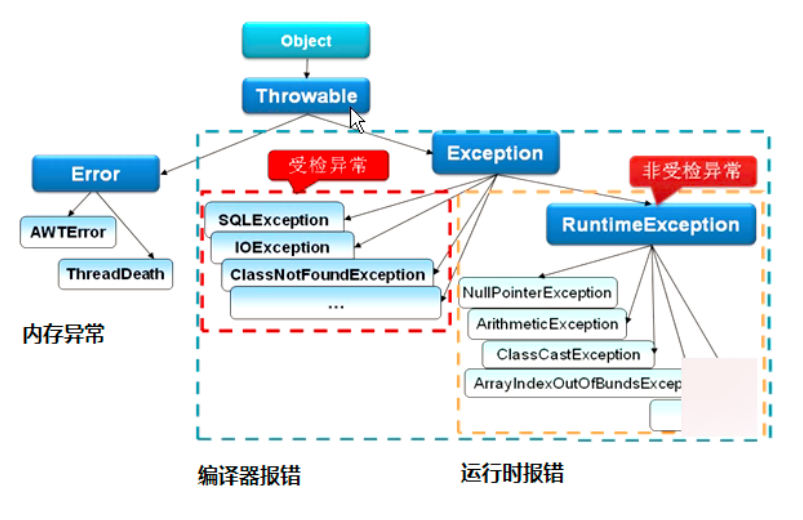 Object
Throwable
Error
受检异常
Exception
非受检异常
AWTError
ThreadDeath
SQLException
IOException
ClassNotFoundException
...
RuntimeException
NullPointerException
ArithmeticException
ClassCastException
ArrayIndexOutOfBundsExcep
内存异常
编译器报错
运行时报错